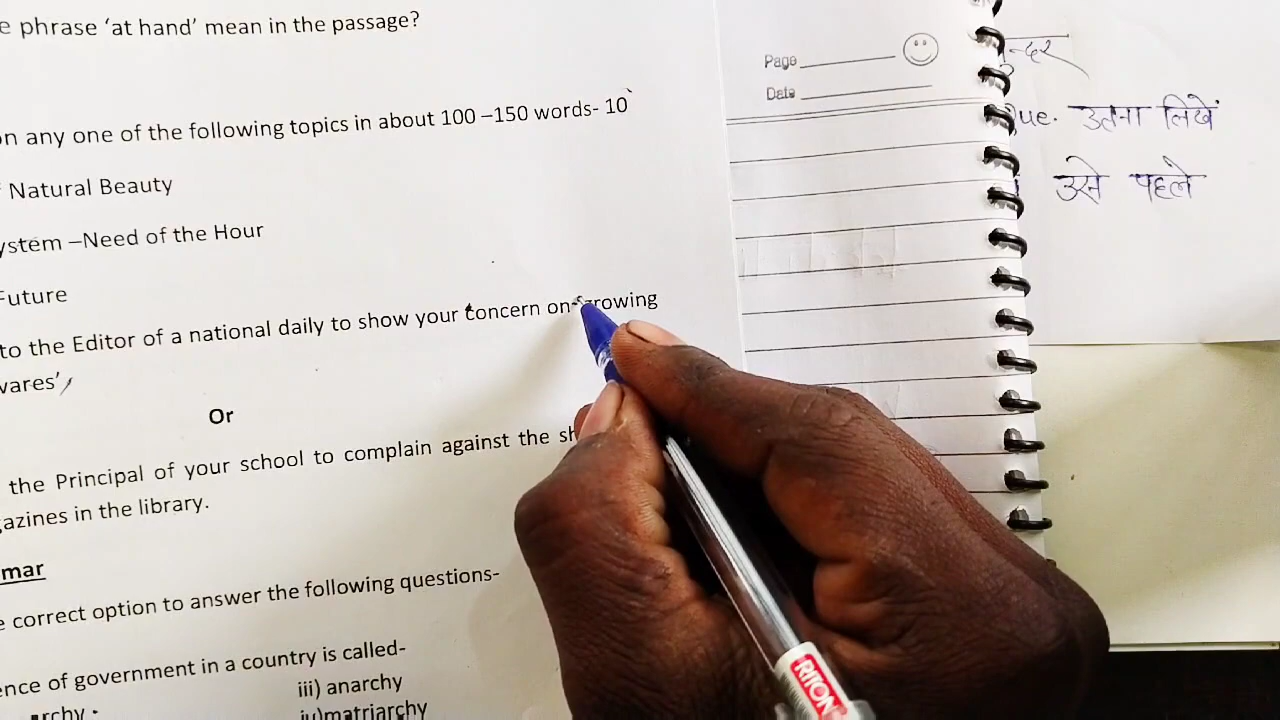 e phrase ‘at hand’ mean in the passage?
on any one of the following topics in about 100 –150 words- 10
Natural Beauty
ystem –Need of the Hour
Future
to the Editor of a national daily to show your concern on growing
wares’
Or
the Principal of your school to complain against the sh
gazines in the library.
mar
e correct option to answer the following questions-
ence of government in a country is called-
archy
iii) anarchy
iv)matriarchy
Page
Date
ue. उतना लिखें
उसे पहले
RITON